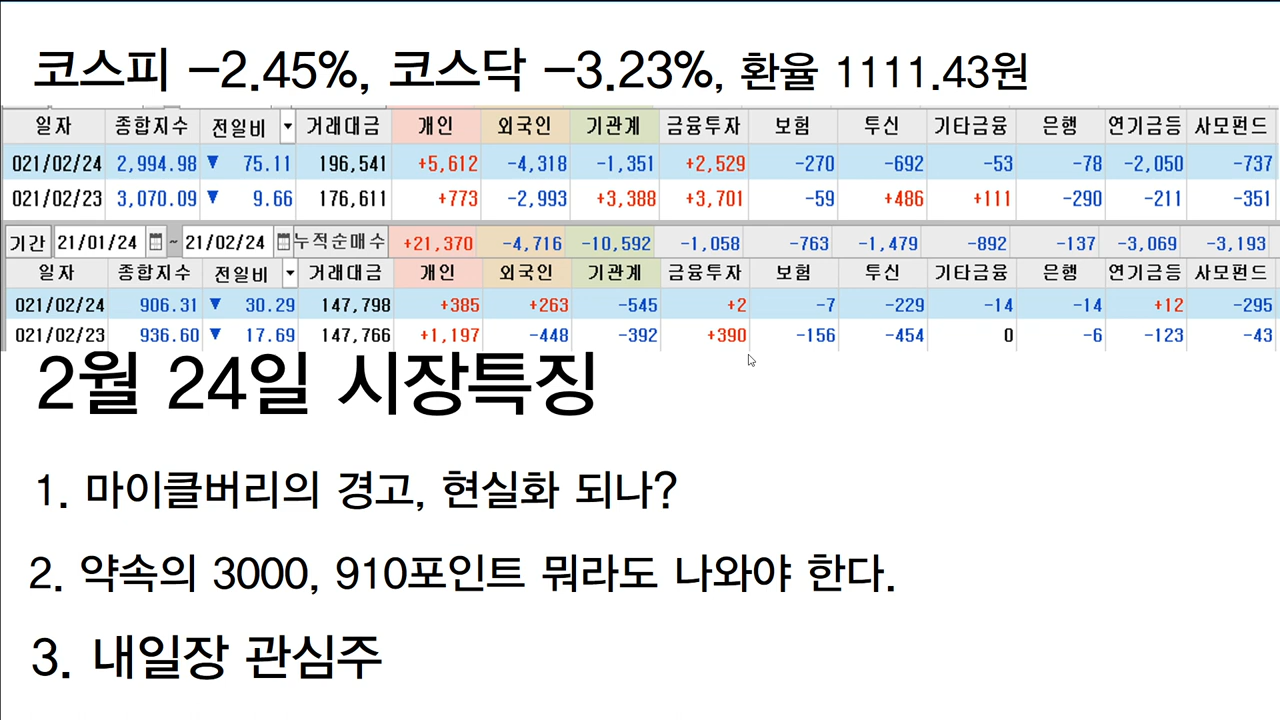 코스피 -2.45%, 코스닥 -3.23%, 환율 1111.43원
일자 종합지수 전일비 ▼ 거래대금 개인 외국인 기관계 금융투자 보험 투신 기타금융 은행 연기금등 사모펀드
021/02/24 2,994.98 ▼ 75.11 196,541 +5,612 -4,318 -1,351 +2,529 -270 -692 -53 -78 -2,050 -737
021/02/23 3,070.09 ▼ 9.66 176,611 +773 -2,993 +3,388 +3,701 -59 +486 +111 -290 -211 -351
기간 21/01/24 ~ 21/02/24 누적순매수 +21,370 -4,716 -10,592 -1,058 -763 -1,479 -892 -137 -3,069 -3,193
일자 종합지수 전일비 ▼ 거래대금 개인 외국인 기관계 금융투자 보험 투신 기타금융 은행 연기금등 사모펀드
021/02/24 906.31 ▼ 30.29 147,798 +385 +263 -545 +2 -7 -229 -14 -14 +12 -295
021/02/23 936.60 ▼ 17.69 147,766 +1,197 -448 -392 +390 -156 -454 0 -6 -123 -43
2월 24일 시장특징
1. 마이클버리의 경고, 현실화 되나?
2. 약속의 3000, 910포인트 뭐라도 나와야 한다.
3. 내일장 관심주